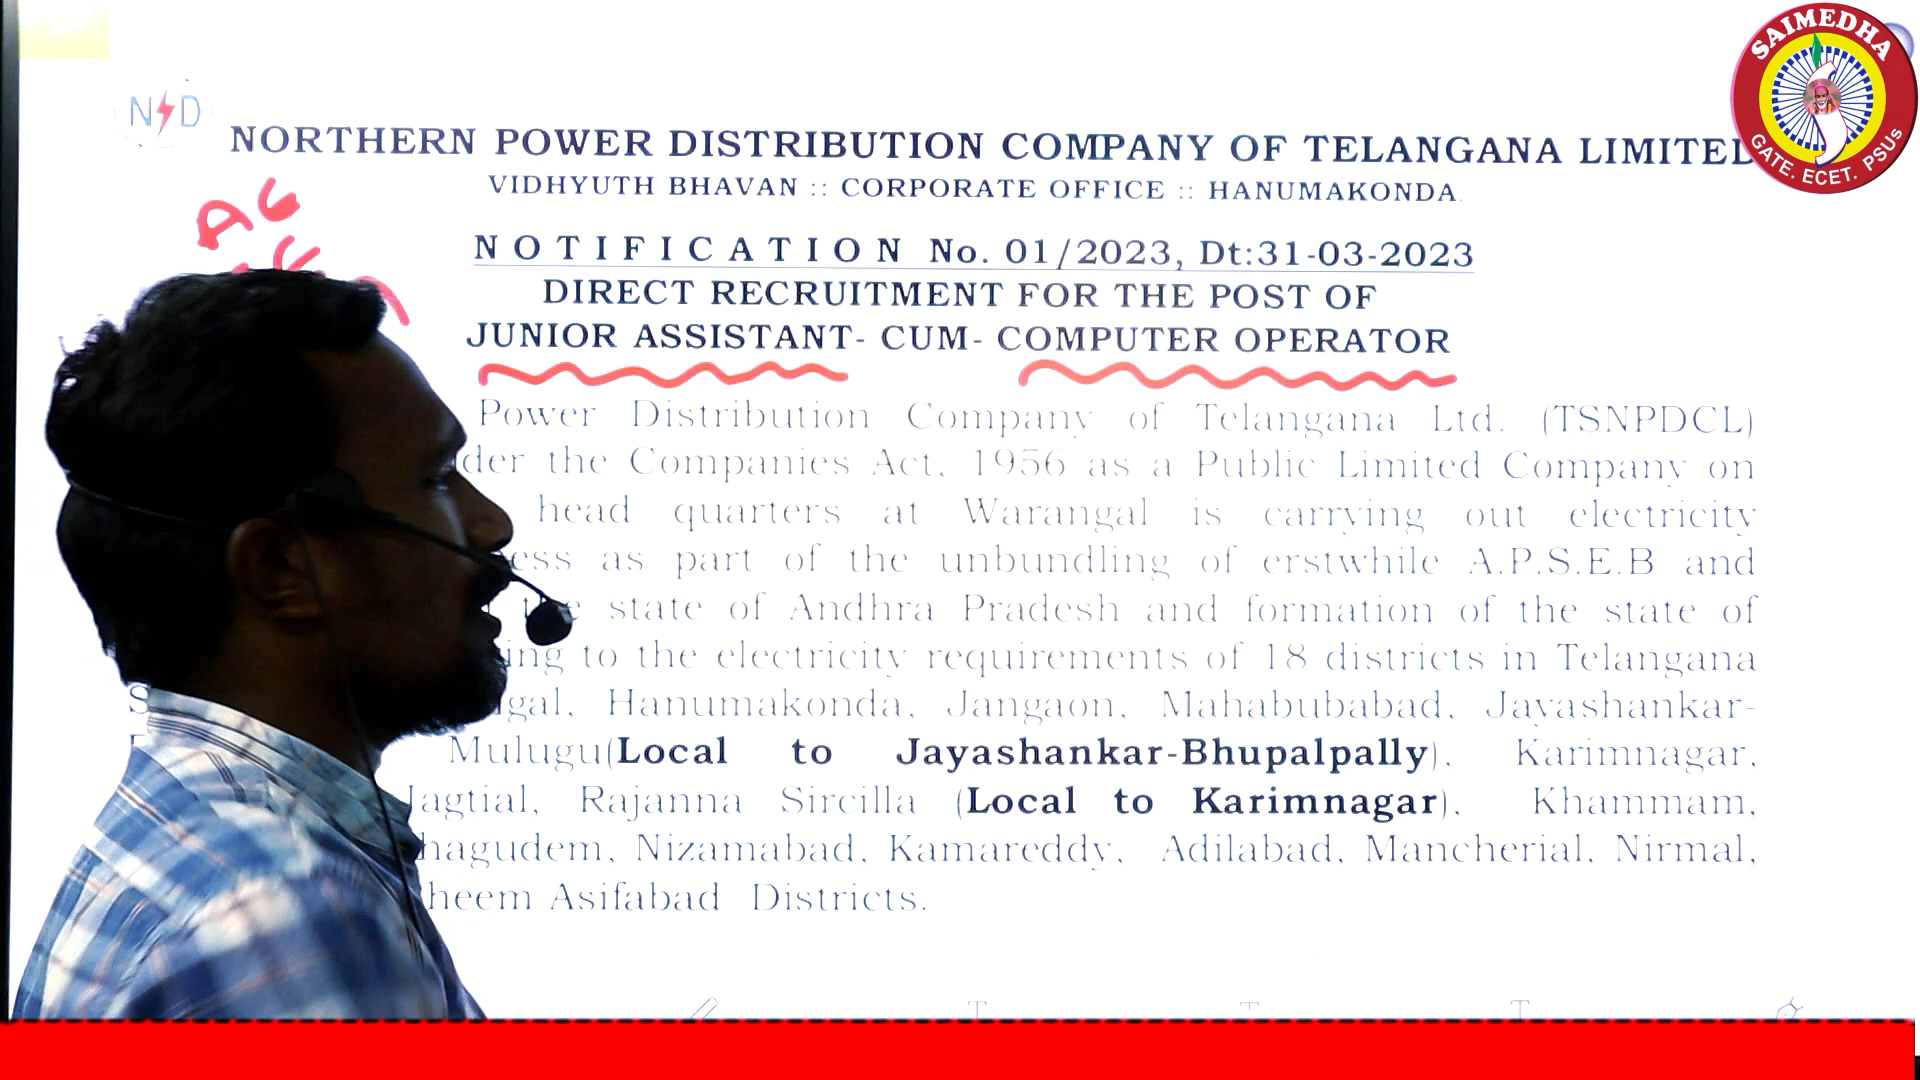 SAIMEDHA
GATE. ECET. PSUs
N D
NORTHERN POWER DISTRIBUTION COMPANY OF TELANGANA LIMITED
VIDHYUTH BHAVAN :: CORPORATE OFFICE :: HANUMAKONDA.
NOTIFICATION No. 01/2023, Dt:31-03-2023
DIRECT RECRUITMENT FOR THE POST OF
JUNIOR ASSISTANT- CUM- COMPUTER OPERATOR
Power Distribution Company of Telangana Ltd. (TSNPDCL)
der the Companies Act, 1956 as a Public Limited Company on
head quarters at Warangal is carrying out electricity
ess as part of the unbundling of erstwhile A.P.S.E.B and
the state of Andhra Pradesh and formation of the state of
ing to the electricity requirements of 18 districts in Telangana
gal, Hanumakonda, Jangaon, Mahabubabad, Jayashankar-
Mulugu(Local to Jayashankar-Bhupalpally), Karimnagar,
Jagtial, Rajanna Sircilla (Local to Karimnagar), Khammam,
hagudem, Nizamabad, Kamareddy, Adilabad, Mancherial, Nirmal,
heem Asifabad Districts.